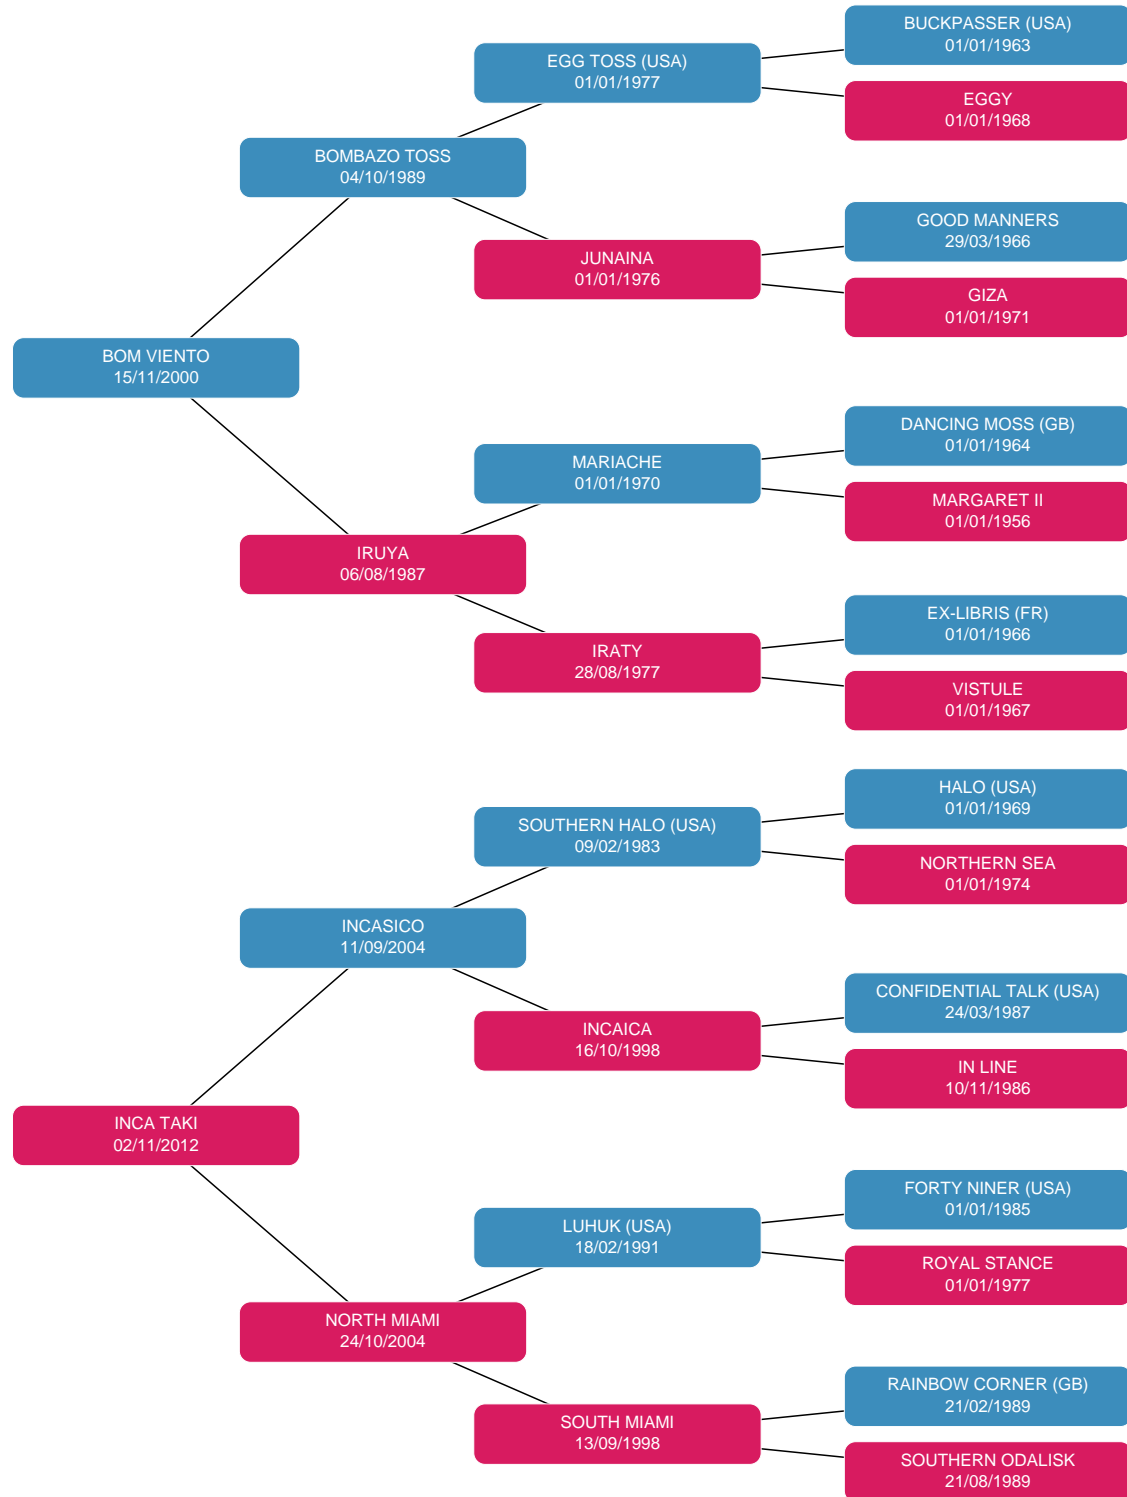 BUCKPASSER (USA)
01/01/1963
EGG TOSS (USA)
01/01/1977
EGGY
01/01/1968
BOMBAZO TOSS
04/10/1989
GOOD MANNERS
29/03/1966
JUNAINA
01/01/1976
GIZA
01/01/1971
BOM VIENTO
15/11/2000
DANCING MOSS (GB)
01/01/1964
MARIACHE
01/01/1970
MARGARET II
01/01/1956
IRUYA
06/08/1987
EX-LIBRIS (FR)
01/01/1966
IRATY
28/08/1977
VISTULE
01/01/1967
HALO (USA)
01/01/1969
SOUTHERN HALO (USA)
09/02/1983
NORTHERN SEA
01/01/1974
INCASICO
11/09/2004
CONFIDENTIAL TALK (USA)
24/03/1987
INCAICA
16/10/1998
IN LINE
10/11/1986
INCA TAKI
02/11/2012
FORTY NINER (USA)
01/01/1985
LUHUK (USA)
18/02/1991
ROYAL STANCE
01/01/1977
NORTH MIAMI
24/10/2004
RAINBOW CORNER (GB)
21/02/1989
SOUTH MIAMI
13/09/1998
SOUTHERN ODALISK
21/08/1989